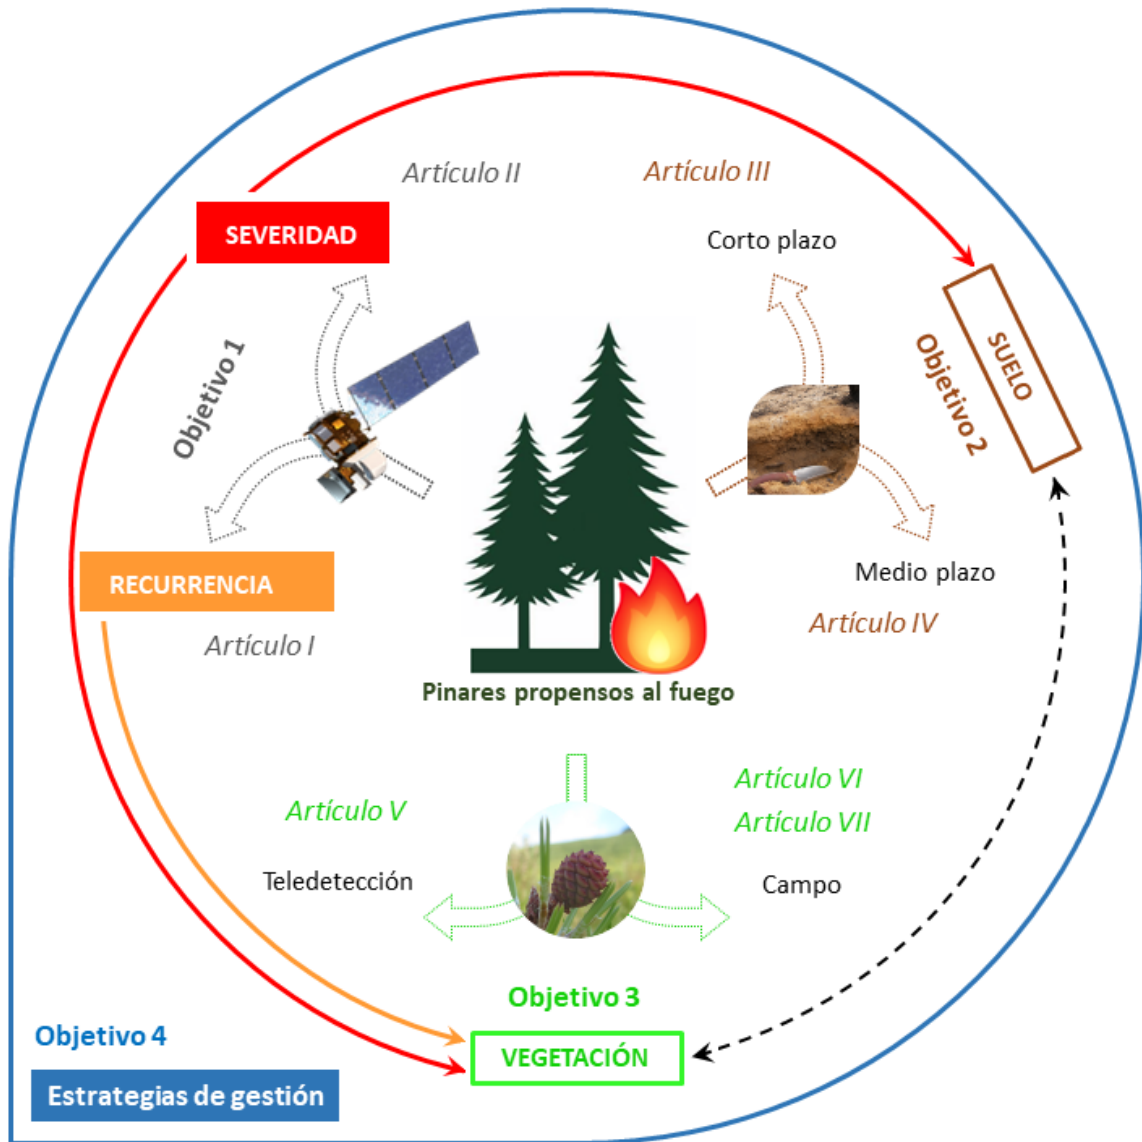 Artículo II
Artículo III
SEVERIDAD
Corto plazo
Objetivo 1
SUELO
Objetivo 2
RECURRENCIA
Medio plazo
Artículo I
Artículo IV
Pinares propensos al fuego
Artículo V
Artículo VI
Artículo VII
Teledetección
Campo
Objetivo 3
VEGETACIÓN
Objetivo 4
Estrategias de gestión